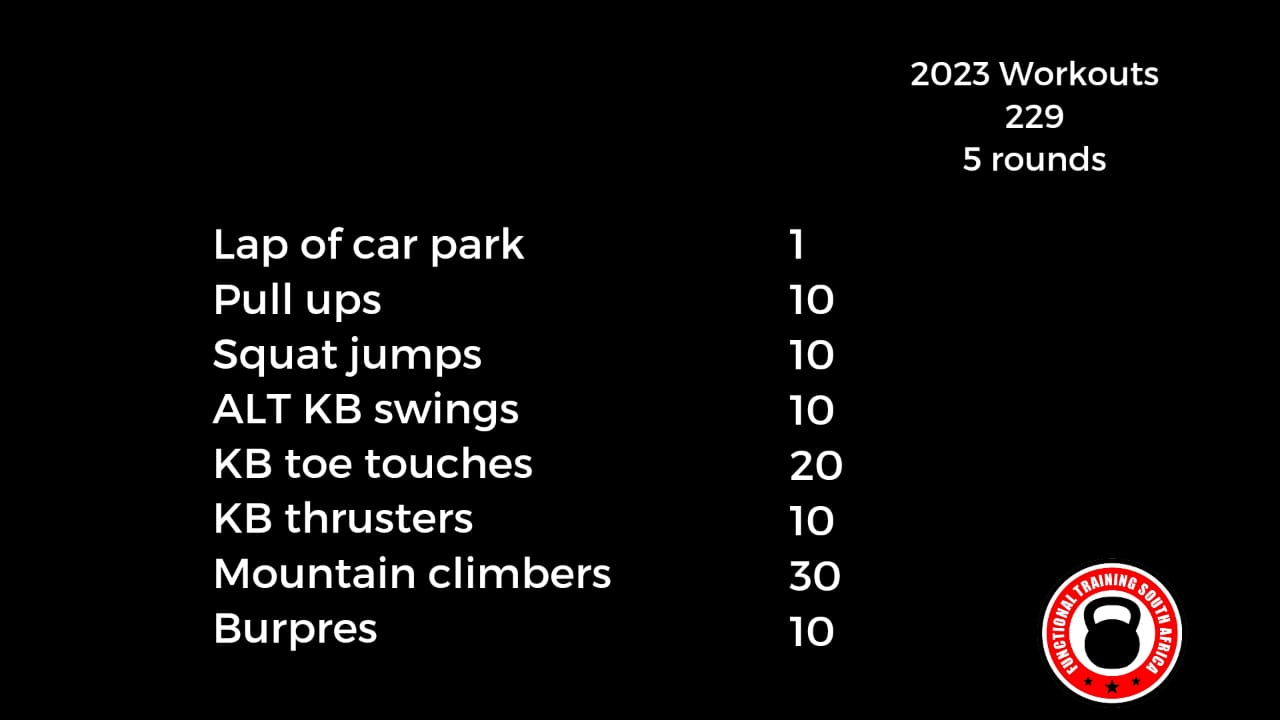 2023 Workouts
229
5 rounds
Lap of car park 1
Pull ups 10
Squat jumps 10
ALT KB swings 10
KB toe touches 20
KB thrusters 10
Mountain climbers 30
Burpres 10
FUNCTIONAL TRAINING SOUTH AFRICA